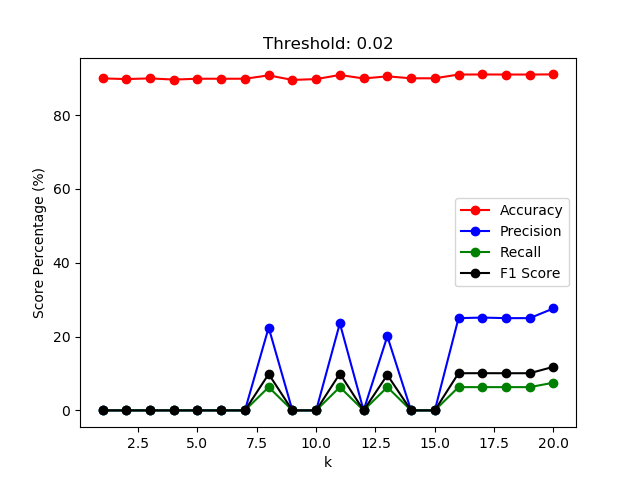 Threshold: 0.02
Score Percentage (%)
80
60
40
20
0
Accuracy
Precision
Recall
F1 Score
2.5 5.0 7.5 10.0 12.5 15.0 17.5 20.0
k